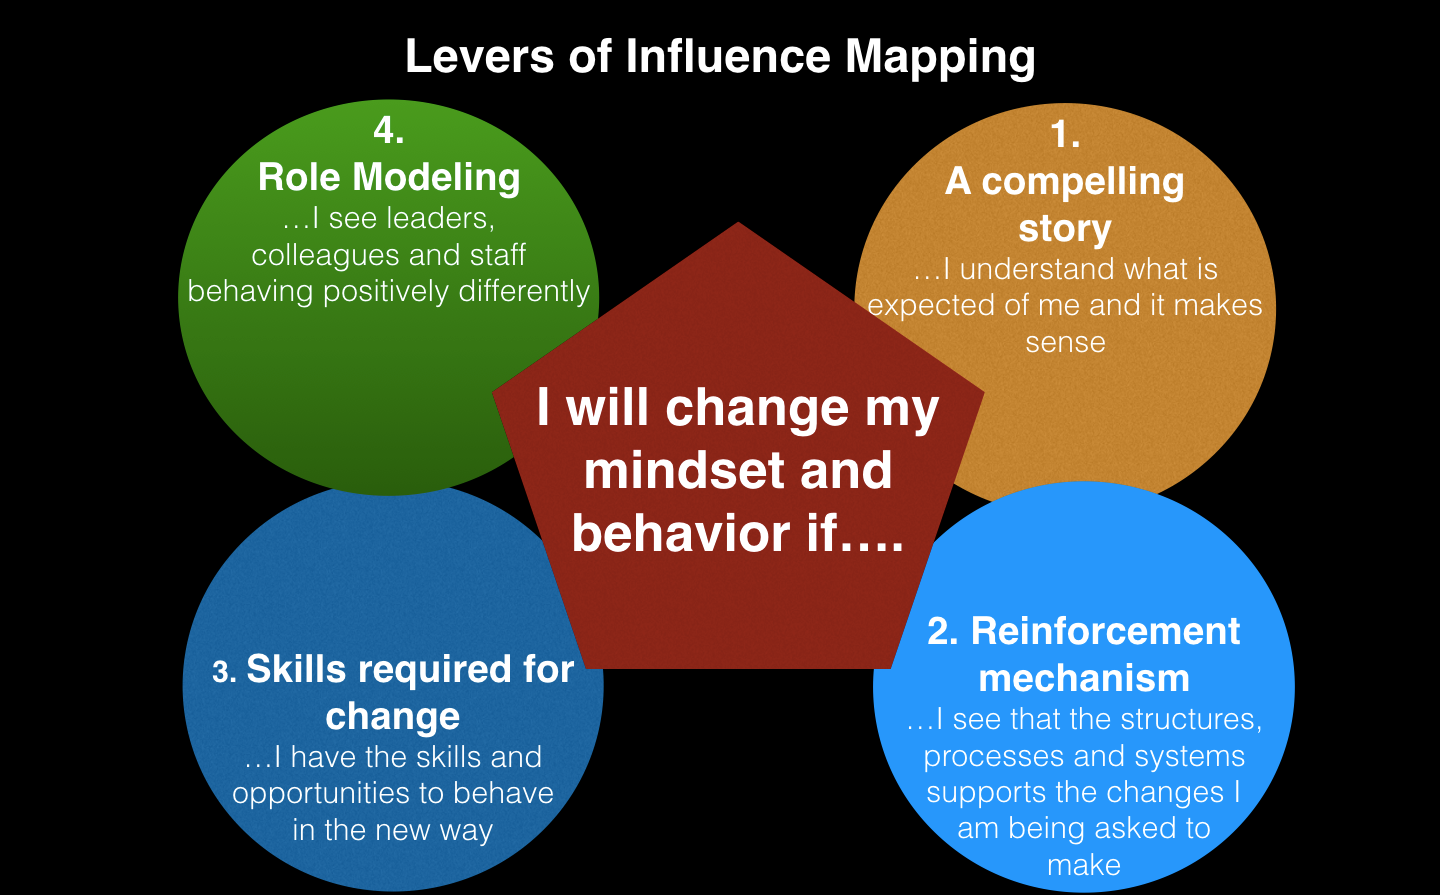 Levers of Influence Mapping
4.
Role Modeling
…I see leaders,
colleagues and staff
behaving positively differently
1.
A compelling
story
…I understand what is
expected of me and it makes
sense
I will change my
mindset and
behavior if….
3. Skills required for
change
…I have the skills and
opportunities to behave
in the new way
2. Reinforcement
mechanism
…I see that the structures,
processes and systems
supports the changes I
am being asked to
make